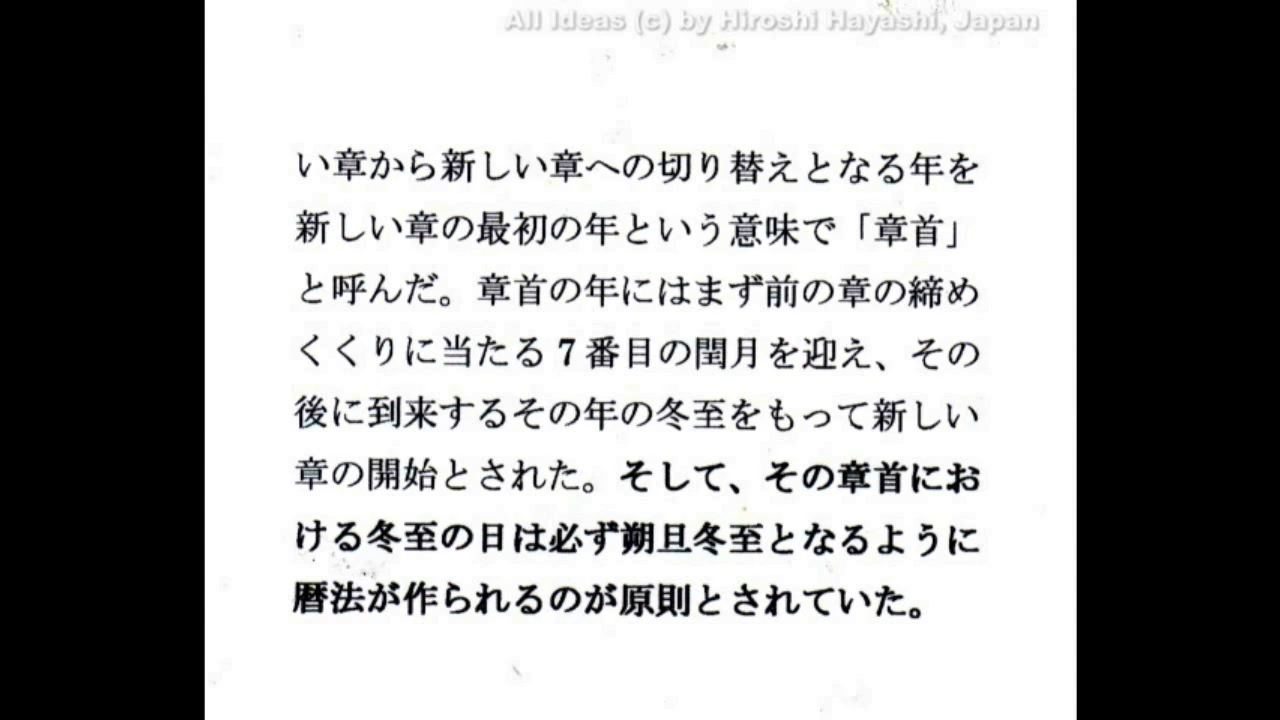 All Ideas (c) by Hiroshi Hayashi, Japan
い章から新しい章への切り替えとなる年を
新しい章の最初の年という意味で「章首」
と呼んだ。章首の年にはまず前の章の締め
くくりに当たる7番目の閏月を迎え、その
後に到来するその年の冬至をもって新しい
章の開始とされた。そして、その章首にお
ける冬至の日は必ず朔旦冬至となるように
暦法が作られるのが原則とされていた。